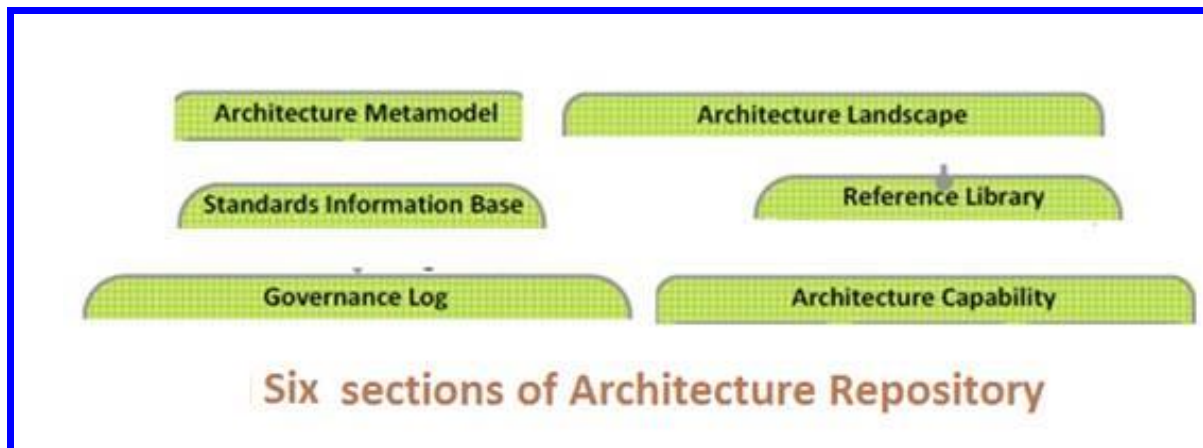 Architecture Metamodel
Architecture Landscape
Standards Information Base
Reference Library
Governance Log
Architecture Capability
Six sections of Architecture Repository